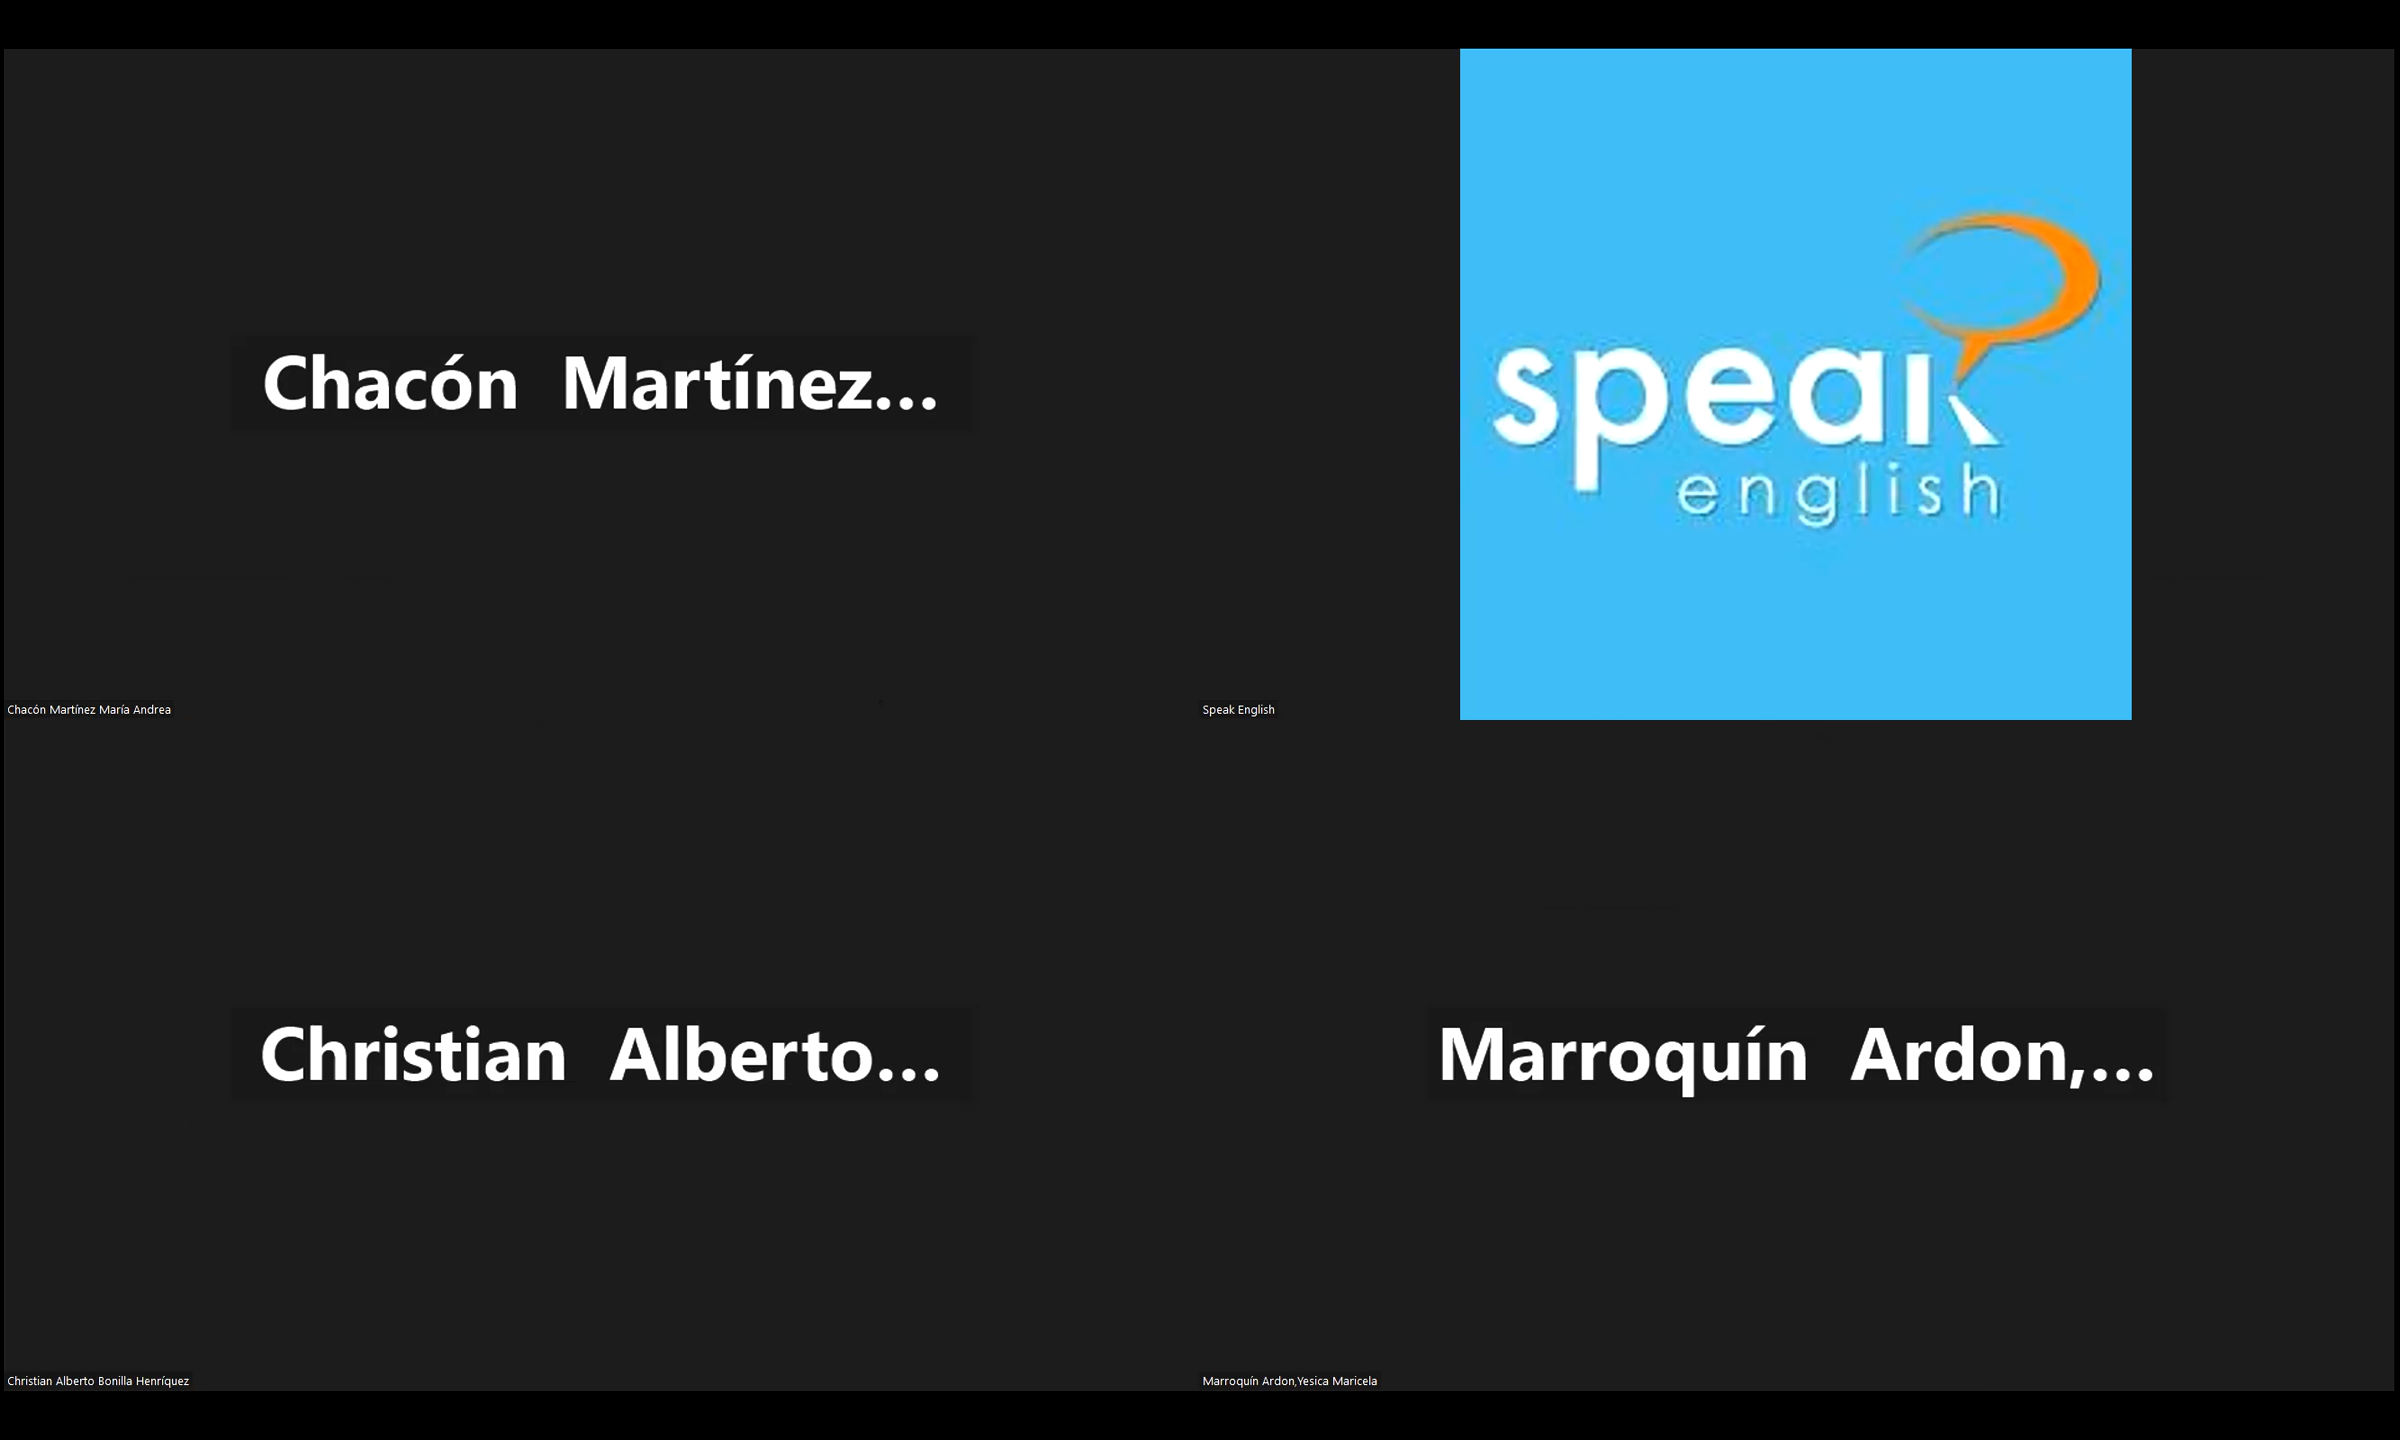 Chacón Martínez...
speak
english
Chacón Martínez María Andrea
Speak English
Christian Alberto...
Marroquín Ardon,...
Christian Alberto Bonilla Henríquez
Marroquín Ardon,Yesica Maricela